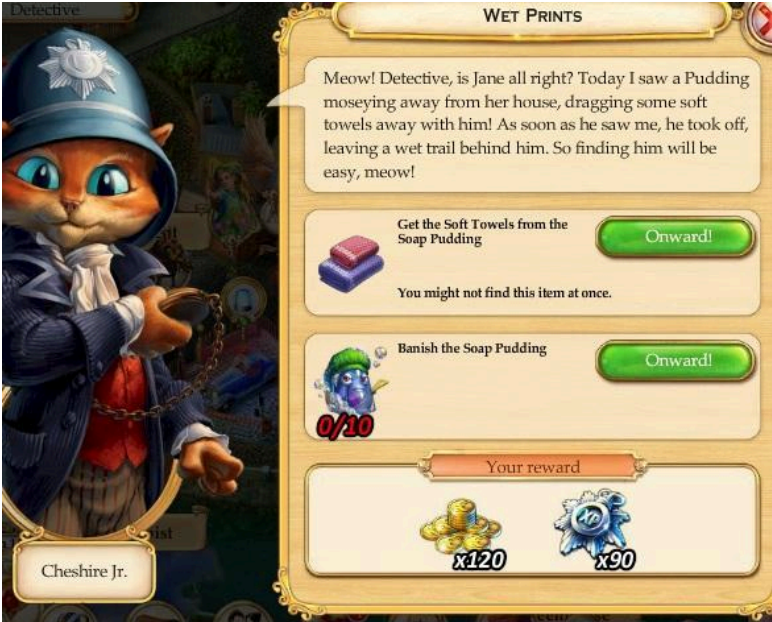 Detective
WET PRINTS
Meow! Detective, is Jane all right? Today I saw a Pudding
moseying away from her house, dragging some soft
towels away with him! As soon as he saw me, he took off,
leaving a wet trail behind him. So finding him will be
easy, meow!
Get the Soft Towels from the
Soap Pudding
Onward!
You might not find this item at once.
Banish the Soap Pudding
Onward!
0/10
Your reward
XP
x120
x90
Cheshire Jr.